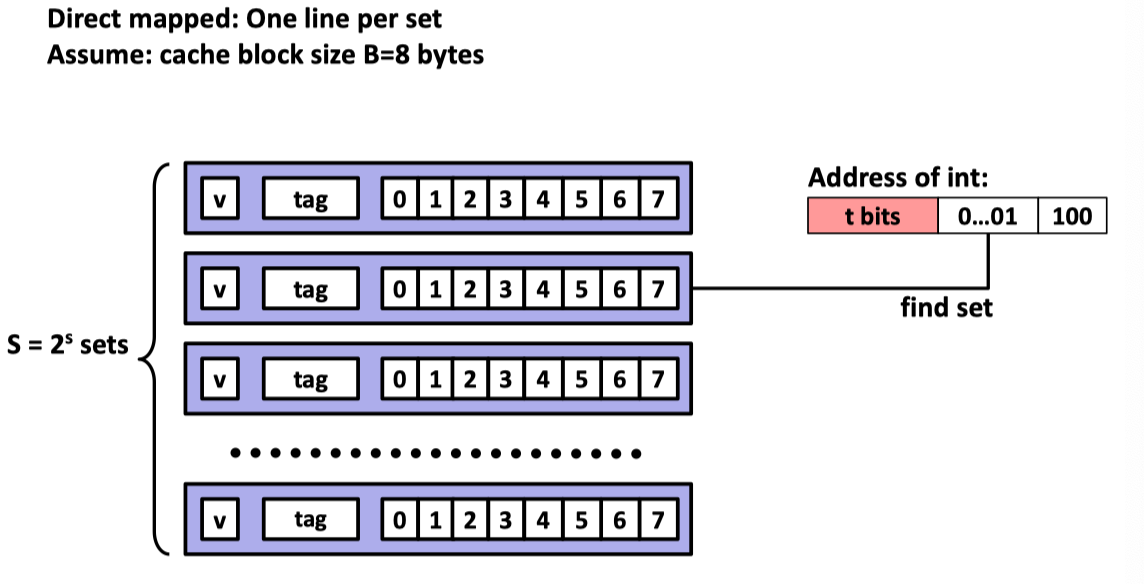 Direct mapped: One line per set
Assume: cache block size B=8 bytes
v tag 0 1 2 3 4 5 6 7
Address of int:
t bits 0...01 100
v tag 0 1 2 3 4 5 6 7
find set
S = 2ˢ sets
v tag 0 1 2 3 4 5 6 7
v tag 0 1 2 3 4 5 6 7